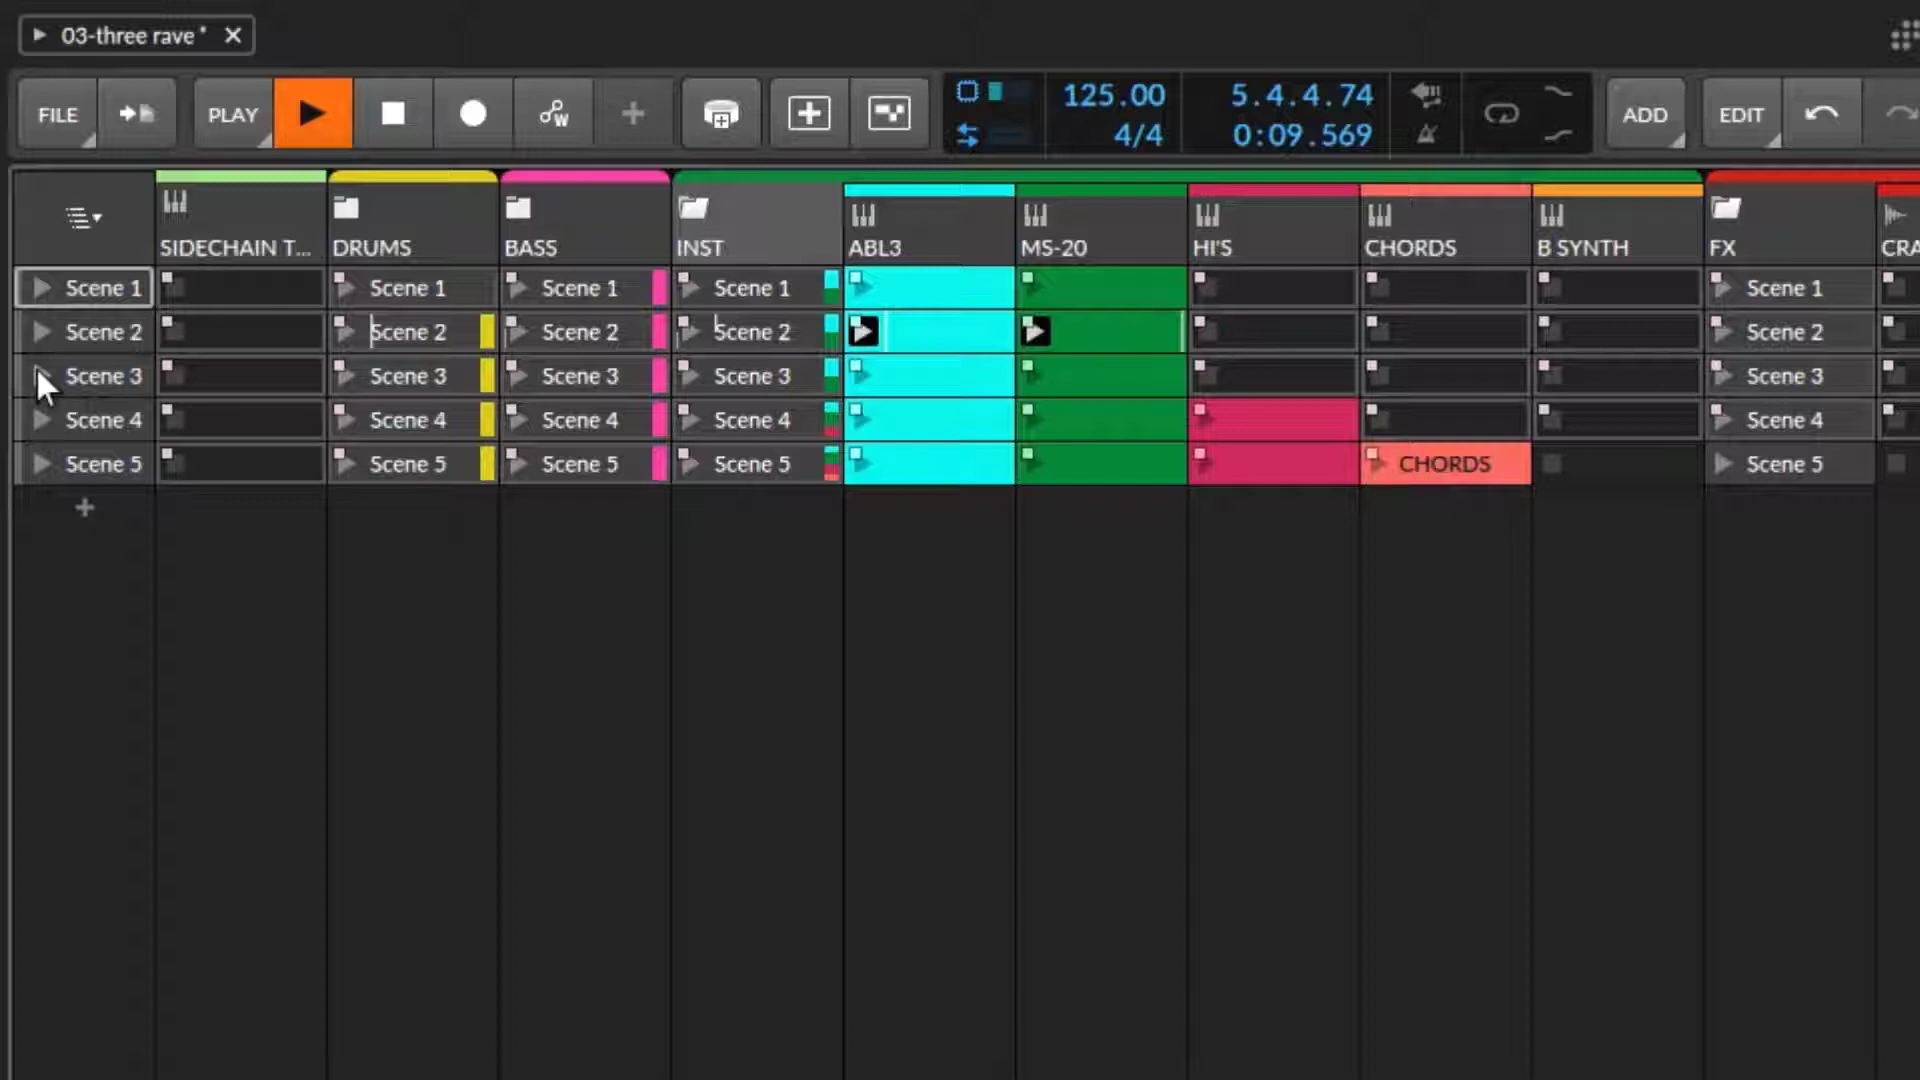 03-three rave *
FILE
PLAY
W
125.00
4/4
5.4.4.74
0:09.569
ADD
EDIT
SIDECHAIN T...
DRUMS
BASS
INST
ABL3
MS-20
HI'S
CHORDS
B SYNTH
FX
CRA
Scene 1 Scene 1 Scene 1 Scene 1 Scene 1
Scene 2 Scene 2 Scene 2 Scene 2 Scene 2
Scene 3 Scene 3 Scene 3 Scene 3 Scene 3
Scene 4 Scene 4 Scene 4 Scene 4 Scene 4
Scene 5 Scene 5 Scene 5 Scene 5 CHORDS Scene 5